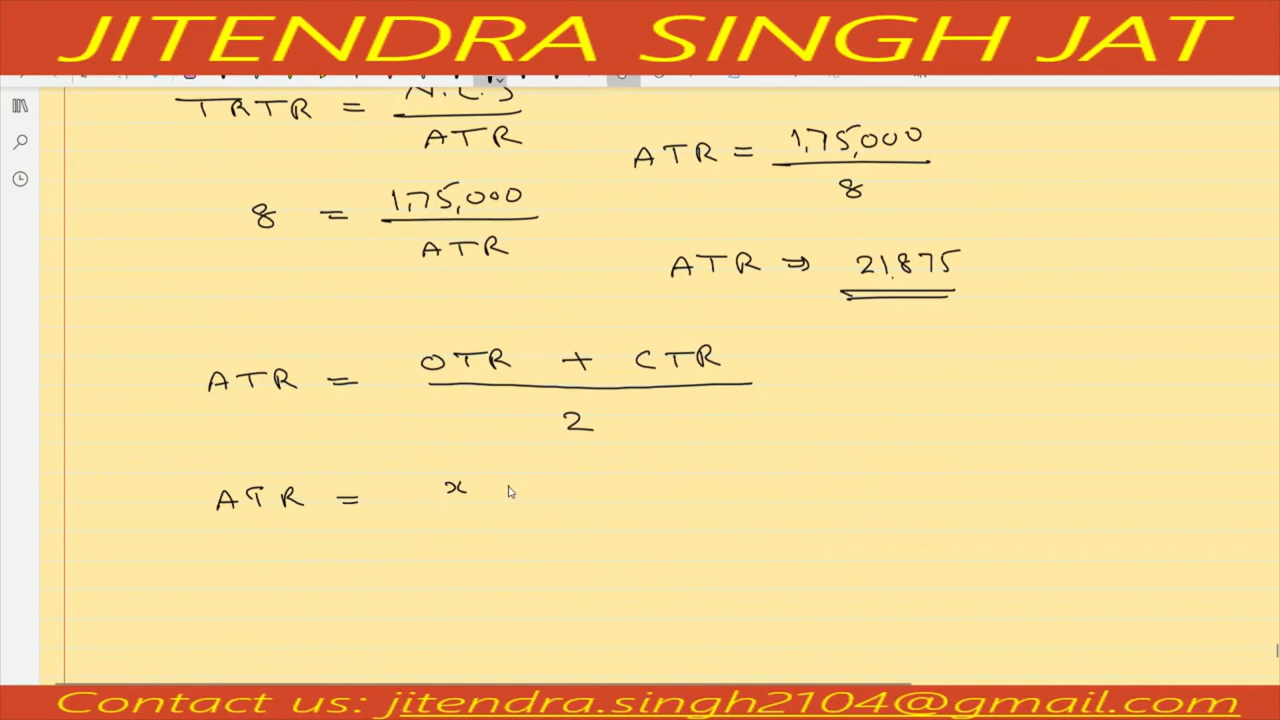 JITENDRA SINGH JAT
TRTR = N.C.S
ATR
8 = 1,75,000
ATR
ATR = 1,75,000
8
ATR ⇒ 21,875
ATR = OTR + CTR
2
ATR = x
Contact us: jitendra.singh2104@gmail.com